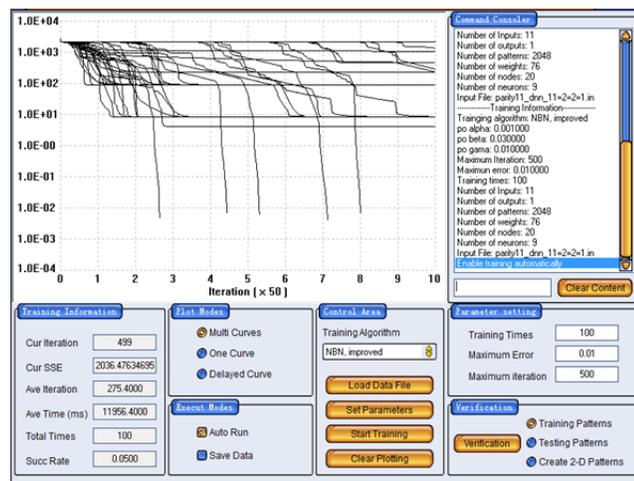 1.0E+04
1.0E+03
1.0E+02
1.0E+01
1.0E-00
1.0E-01
1.0E-02
1.0E-03
1.0E-04
0 1 2 3 4 5 6 7 8 9 10
Iteration ( x 50 )
Command Consoler
Number of Inputs: 11
Number of outputs: 1
Number of patterns: 2048
Number of weights: 76
Number of nodes: 20
Number of neurons: 9
Input File: parity11_dnn_11=2=2=1.in
---------------Training Information---------------
Trainging algorithm: NBN, improved
po alpha: 0.001000
po beta: 0.030000
po gama: 0.010000
Maximum Iteration: 500
Maximun error: 0.010000
Training times: 100
Number of Inputs: 11
Number of outputs: 1
Number of patterns: 2048
Number of weights: 76
Number of nodes: 20
Number of neurons: 9
Input File: parity11_dnn_11=2=2=1.in
Enable training automatically
Clear Content
Training Information
Cur Iteration 499
Cur SSE 2036.47634695
Ave Iteration 275.4000
Ave Time (ms) 11956.4000
Total Times 100
Succ Rate 0.0500
Plot Modes
Multi Curves
One Curve
Delayed Curve
Execut Modes
Auto Run
Save Data
Control Area
Training Algorithm
NBN, improved
Load Data File
Set Parameters
Start Training
Clear Plotting
Parameter setting
Training Times 100
Maximum Error 0.01
Maximum iteration 500
Verification
Verification
Training Patterns
Testing Patterns
Create 2-D Patterns